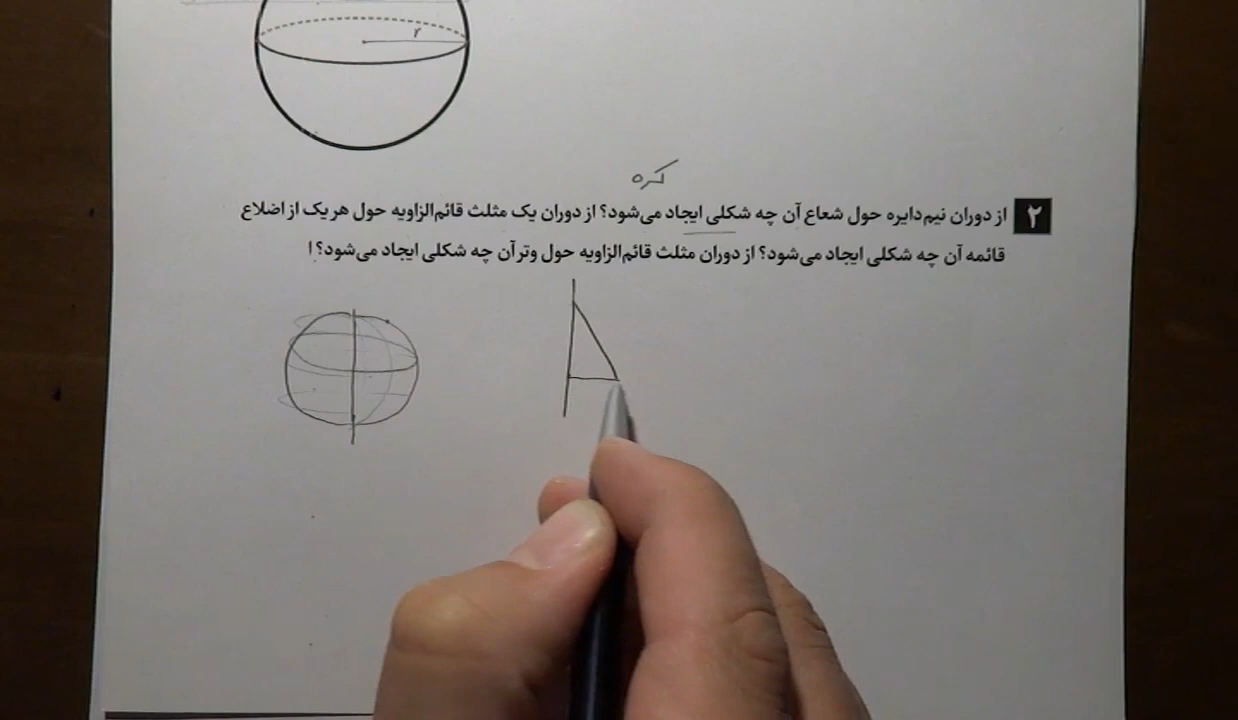 r
کره
۲ از دوران نیم‌دایره حول شعاع آن چه شکلی ایجاد می‌شود؟ از دوران یک مثلث قائم‌الزاویه حول هر یک از اضلاع
قائمه آن چه شکلی ایجاد می‌شود؟ از دوران مثلث قائم‌الزاویه حول وتر آن چه شکلی ایجاد می‌شود؟